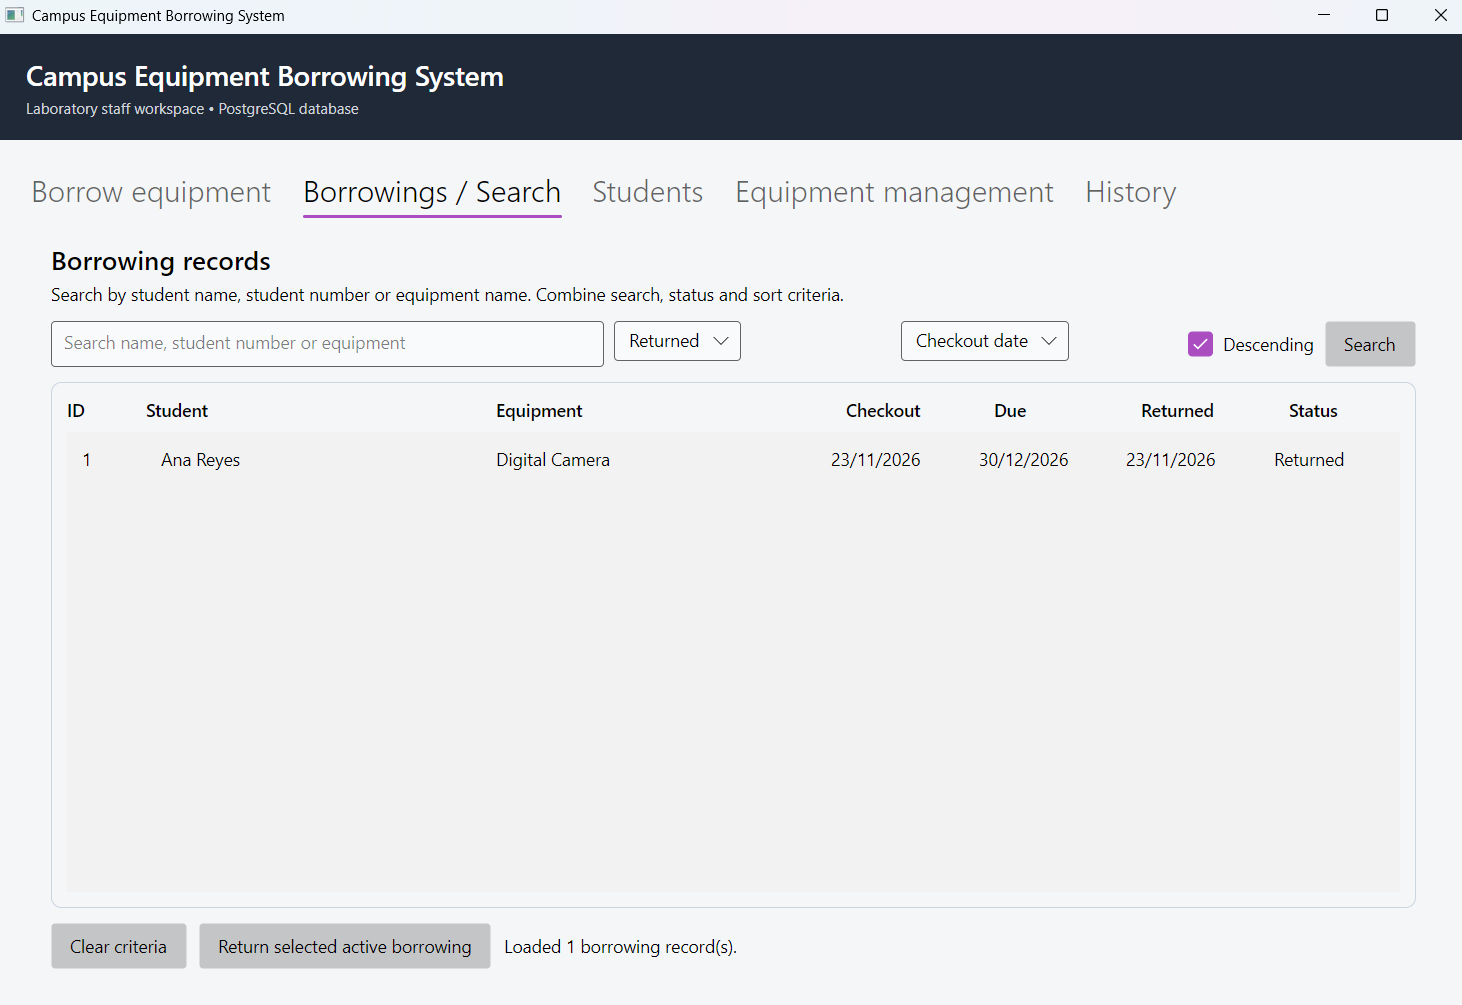 Campus Equipment Borrowing System
Campus Equipment Borrowing System
Laboratory staff workspace • PostgreSQL database
Borrow equipment Borrowings / Search Students Equipment management History
Borrowing records
Search by student name, student number or equipment name. Combine search, status and sort criteria.
Search name, student number or equipment Returned Checkout date Descending Search
ID Student Equipment Checkout Due Returned Status
1 Ana Reyes Digital Camera 23/11/2026 30/12/2026 23/11/2026 Returned
Clear criteria Return selected active borrowing Loaded 1 borrowing record(s).